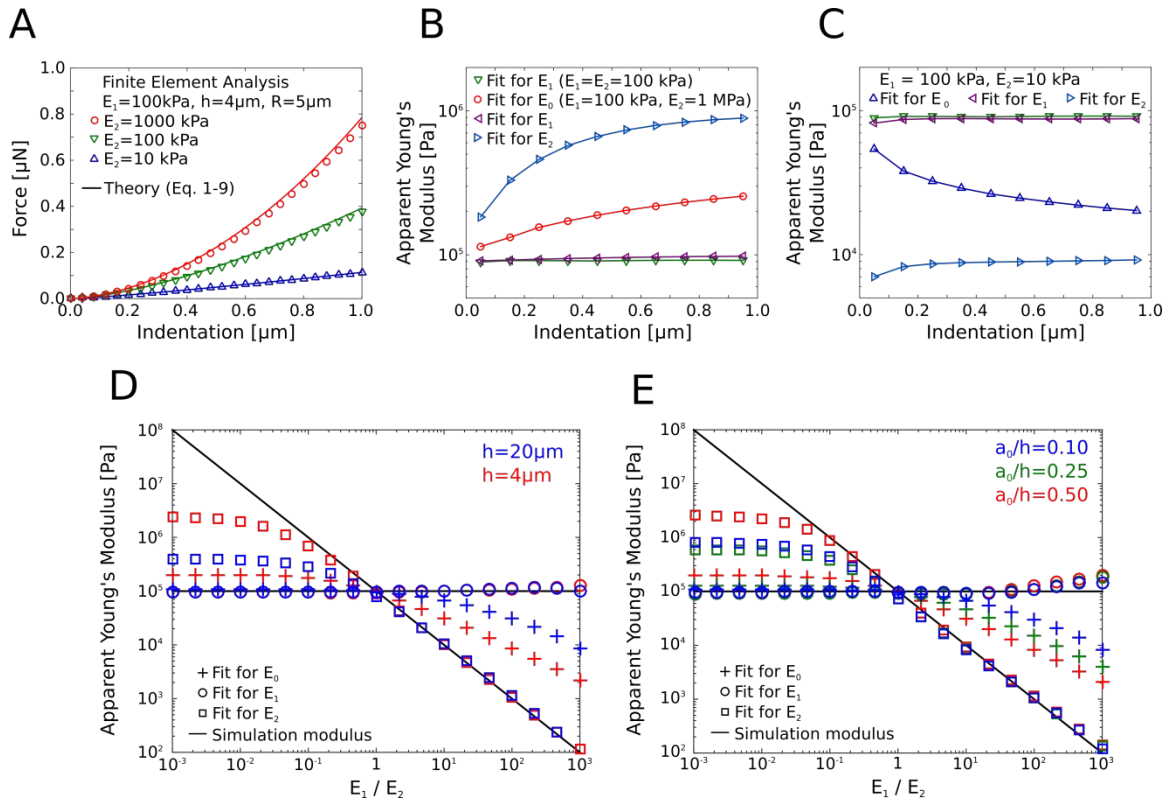 A
Force [μN]
1.0
0.8
0.6
0.4
0.2
0.0
Finite Element Analysis
E₁=100kPa, h=4μm, R=5μm
E₂=1000 kPa
E₂=100 kPa
E₂=10 kPa
Theory (Eq. 1-9)
0.0 0.2 0.4 0.6 0.8 1.0
Indentation [μm]
B
Apparent Young's
Modulus [Pa]
10⁶
10⁵
Fit for E₁ (E₁=E₂=100 kPa)
Fit for E₀ (E₁=100 kPa, E₂=1 MPa)
Fit for E₁
Fit for E₂
0.0 0.2 0.4 0.6 0.8 1.0
Indentation [μm]
C
Apparent Young's
Modulus [Pa]
10⁵
10⁴
E₁ = 100 kPa, E₂=10 kPa
Fit for E₀ Fit for E₁ Fit for E₂
0.0 0.2 0.4 0.6 0.8 1.0
Indentation [μm]
D
Apparent Young's Modulus [Pa]
10⁸
10⁷
10⁶
10⁵
10⁴
10³
10²
h=20μm
h=4μm
Fit for E₀
Fit for E₁
Fit for E₂
Simulation modulus
10⁻³ 10⁻² 10⁻¹ 1 10¹ 10² 10³
E₁ / E₂
E
Apparent Young's Modulus [Pa]
10⁸
10⁷
10⁶
10⁵
10⁴
10³
10²
a₀/h=0.10
a₀/h=0.25
a₀/h=0.50
Fit for E₀
Fit for E₁
Fit for E₂
Simulation modulus
10⁻³ 10⁻² 10⁻¹ 1 10¹ 10² 10³
E₁ / E₂